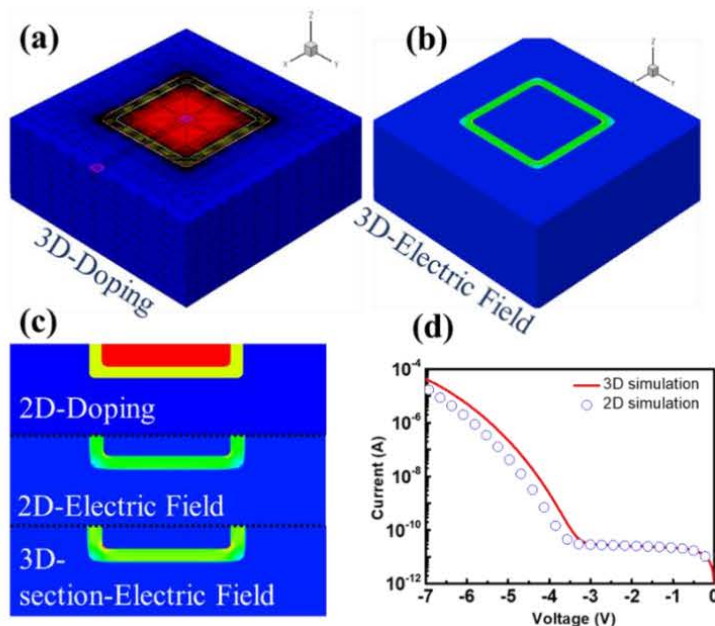 (a)
Z
X
Y
3D-Doping
(b)
Z
Y
3D-Electric Field
(c)
2D-Doping
2D-Electric Field
3D-
section-Electric Field
(d)
10-4
10-6
10-8
10-10
10-12
Current (A)
3D simulation
2D simulation
-7 -6 -5 -4 -3 -2 -1 0
Voltage (V)